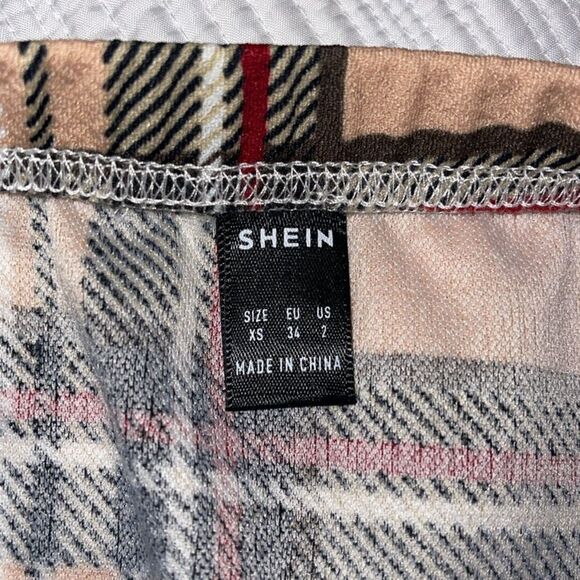 SHEIN
SIZE EU US
XS 34 2
MADE IN CHINA